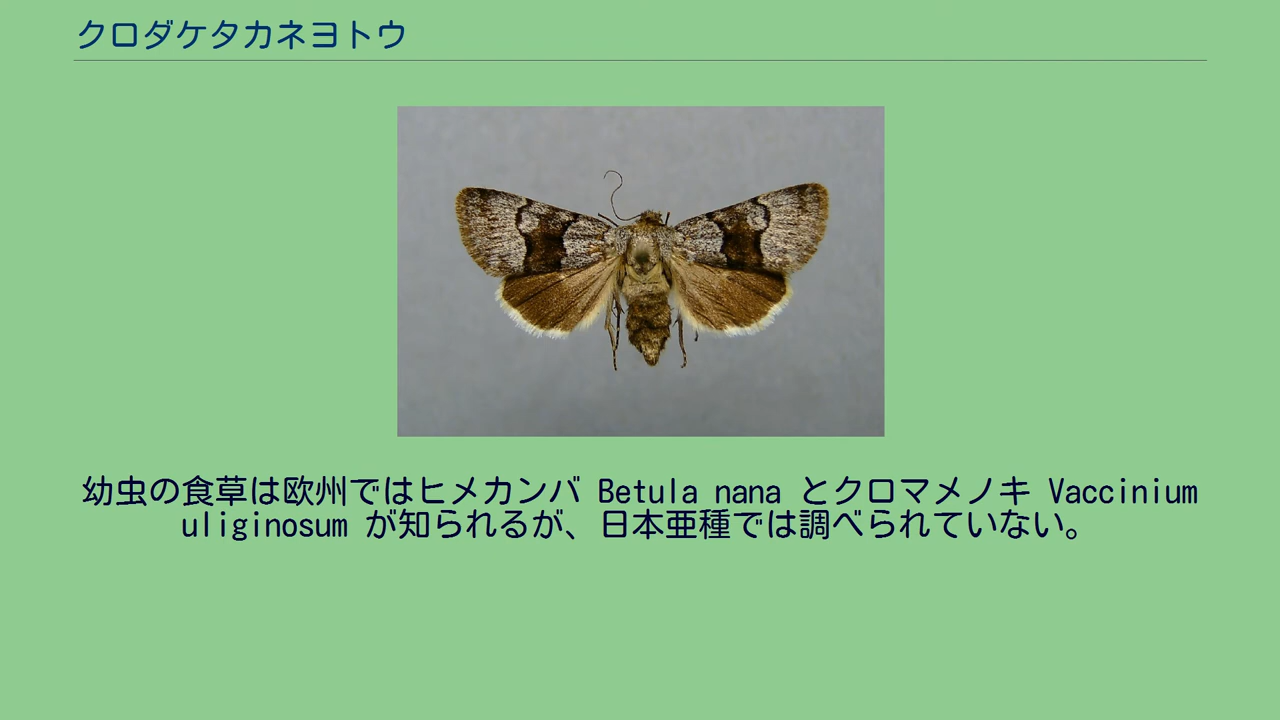 クロダケタカネヨトウ
幼虫の食草は欧州ではヒメカンバ Betula nana とクロマメノキ Vaccinium
uliginosum が知られるが、日本亜種では調べられていない。